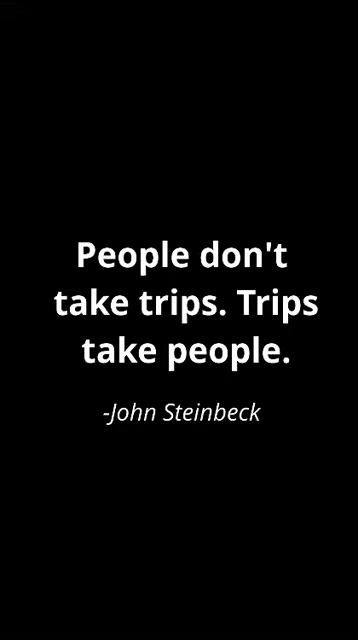 People don't
take trips. Trips
take people.
-John Steinbeck